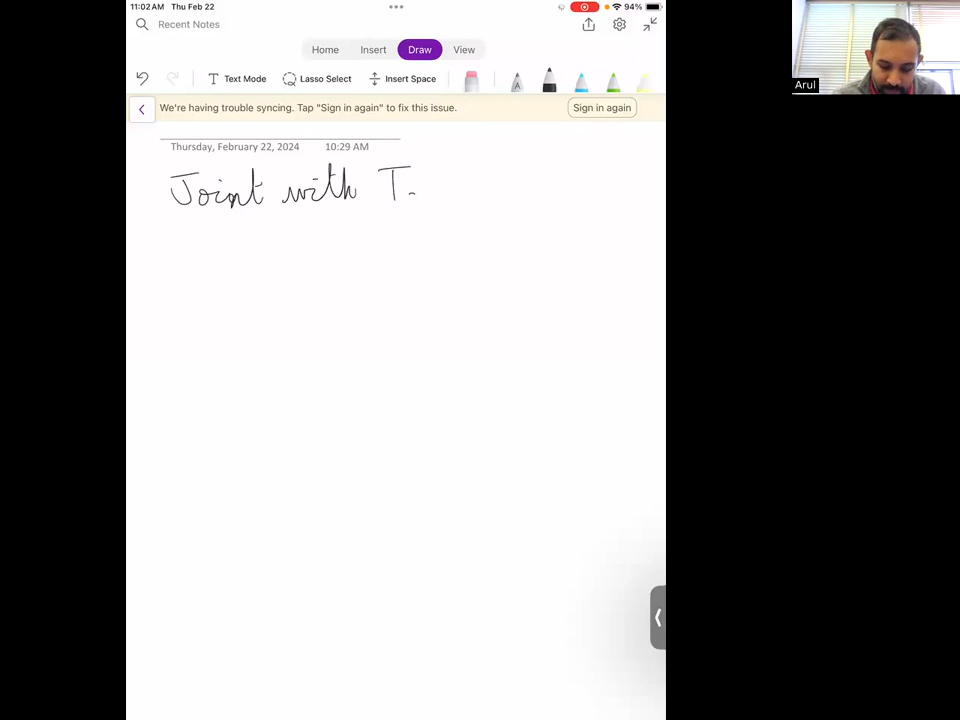 11:02AM Thu Feb 22
94%
Recent Notes
Home Insert Draw View
Text Mode Lasso Select Insert Space A
We're having trouble syncing. Tap "Sign in again" to fix this issue. Sign in again
Thursday, February 22, 2024 10:29 AM
Joint with T.
Arul